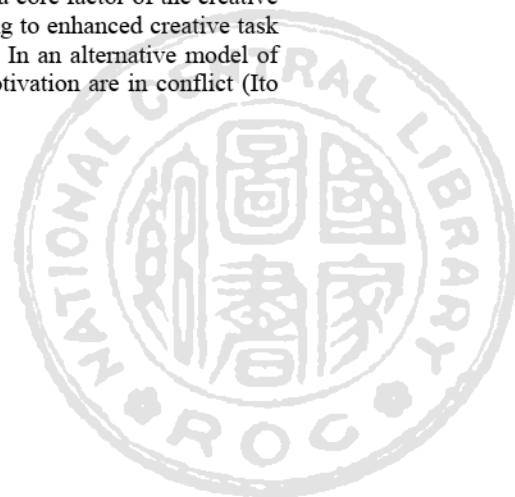 a core factor of the creative
ng to enhanced creative task
In an alternative model of
otivation are in conflict (Ito
NATIONAL CENTRAL LIBRARY
國家
圖書
館
ROC